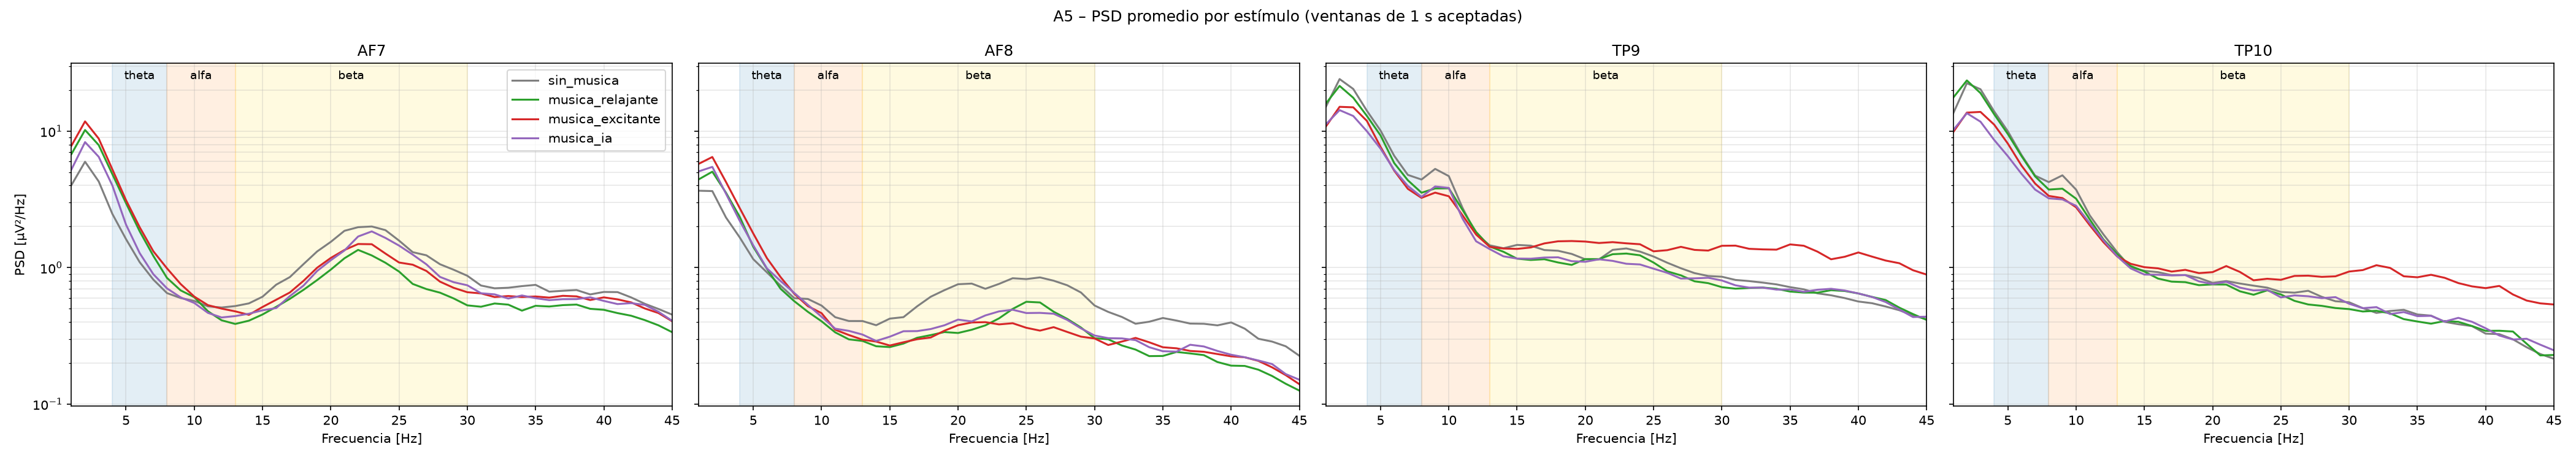 A5 – PSD promedio por estímulo (ventanas de 1 s aceptadas)
AF7
theta alfa beta
sin_musica
musica_relajante
musica_excitante
musica_ia
PSD [µV²/Hz]
10¹
10⁰
10⁻¹
5 10 15 20 25 30 35 40 45
Frecuencia [Hz]
AF8
theta alfa beta
5 10 15 20 25 30 35 40 45
Frecuencia [Hz]
TP9
theta alfa beta
5 10 15 20 25 30 35 40 45
Frecuencia [Hz]
TP10
theta alfa beta
5 10 15 20 25 30 35 40 45
Frecuencia [Hz]